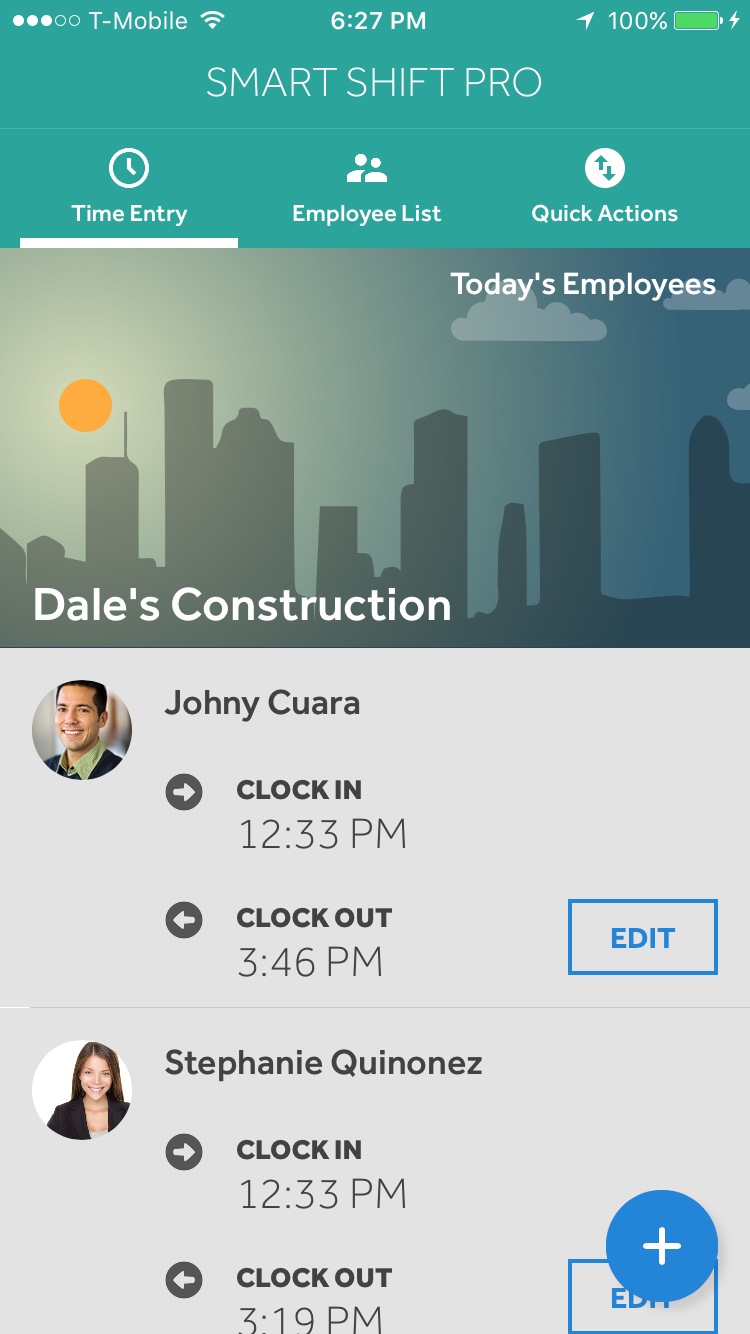 T-Mobile 6:27 PM 100%
SMART SHIFT PRO
Time Entry Employee List Quick Actions
Today's Employees
Dale's Construction
Johny Cuara
CLOCK IN
12:33 PM
CLOCK OUT
3:46 PM
EDIT
Stephanie Quinonez
CLOCK IN
12:33 PM
CLOCK OUT
3:19 PM
EDIT